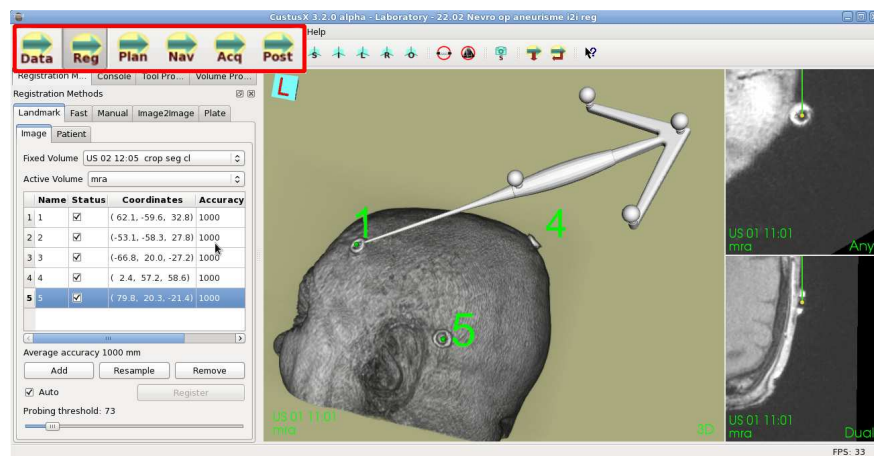 CustusX 3.2.0 alpha - Laboratory - 22.02 Nevro op aneurisme i2i reg
Data Reg Plan Nav Acq Post
Help
S L R S
Registration M... Console Tool Pro... Volume Pro...
Registration Methods
Landmark Fast Manual Image2Image Plate
Image Patient
Fixed Volume US 02 12:05 crop seg cl
Active Volume mra
Name Status Coordinates Accuracy
1 1 ( 62.1, -59.6, 32.8) 1000
2 2 (-53.1, -58.3, 27.8) 1000
3 3 (-66.8, 20.0, -27.2) 1000
4 4 ( 2.4, 57.2, 58.6) 1000
5 5 ( 79.8, 20.3, -21.4) 1000
Average accuracy 1000 mm
Add Resample Remove
Auto Register
Probing threshold: 73
L
1
4
5
US 01 11:01
mra 3D
US 01 11:01
mra Any
US 01 11:01
mra Dual
FPS: 33